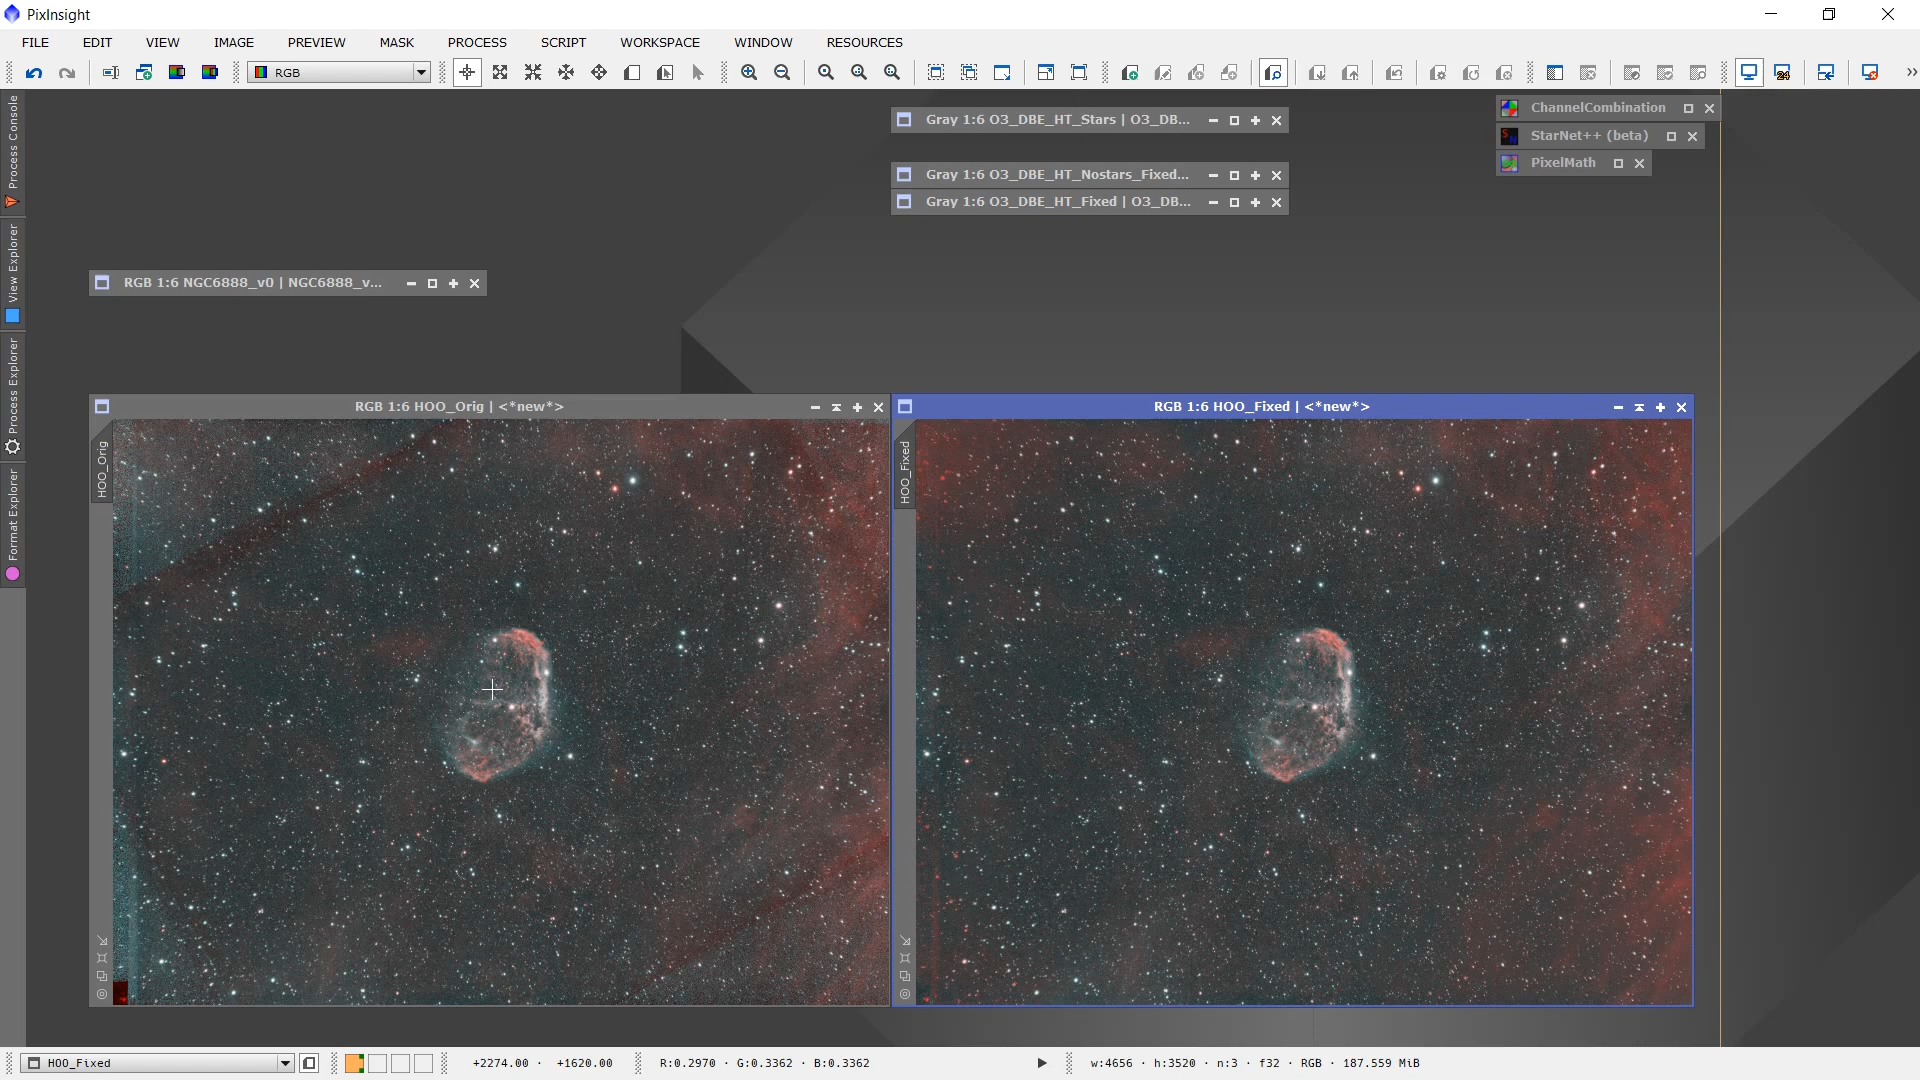 PixInsight
FILE EDIT VIEW IMAGE PREVIEW MASK PROCESS SCRIPT WORKSPACE WINDOW RESOURCES
RGB
24
Process Console
View Explorer
Process Explorer
Format Explorer
ChannelCombination
Gray 1:6 O3_DBE_HT_Stars | O3_DB...
StarNet++ (beta)
PixelMath
Gray 1:6 O3_DBE_HT_Nostars_Fixed...
Gray 1:6 O3_DBE_HT_Fixed | O3_DB...
RGB 1:6 NGC6888_v0 | NGC6888_v...
RGB 1:6 HOO_Orig | <*new*>
HOO_Orig
RGB 1:6 HOO_Fixed | <*new*>
HOO_Fixed
HOO_Fixed
+2274.00 · +1620.00
R:0.2970 · G:0.3362 · B:0.3362
w:4656 · h:3520 · n:3 · f32 · RGB · 187.559 MiB